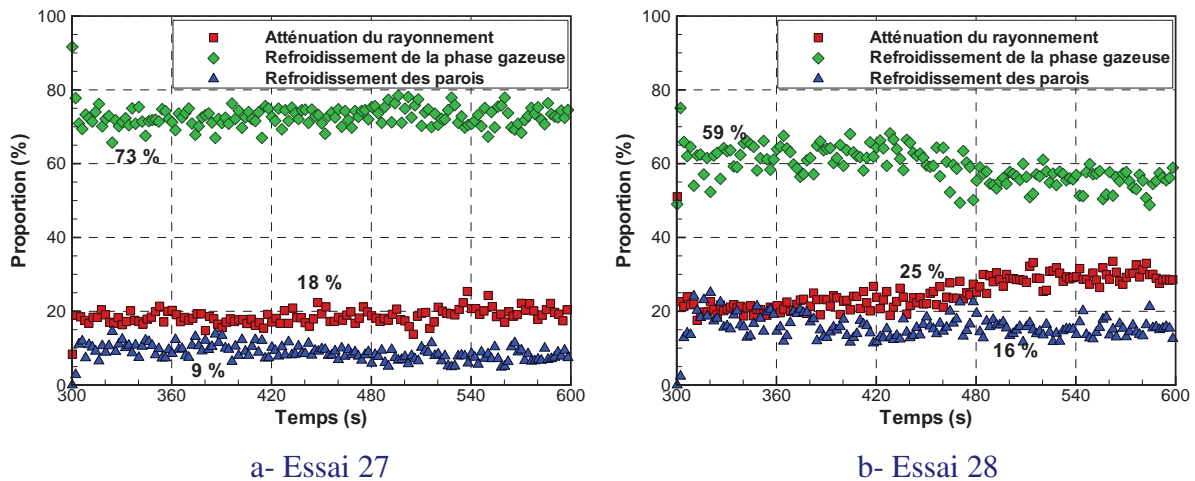 100
80
60
40
20
0
Proportion (%)
Atténuation du rayonnement
Refroidissement de la phase gazeuse
Refroidissement des parois
73 %
18 %
9 %
300 360 420 480 540 600
Temps (s)
a- Essai 27
100
80
60
40
20
0
Proportion (%)
Atténuation du rayonnement
Refroidissement de la phase gazeuse
Refroidissement des parois
59 %
25 %
16 %
300 360 420 480 540 600
Temps (s)
b- Essai 28